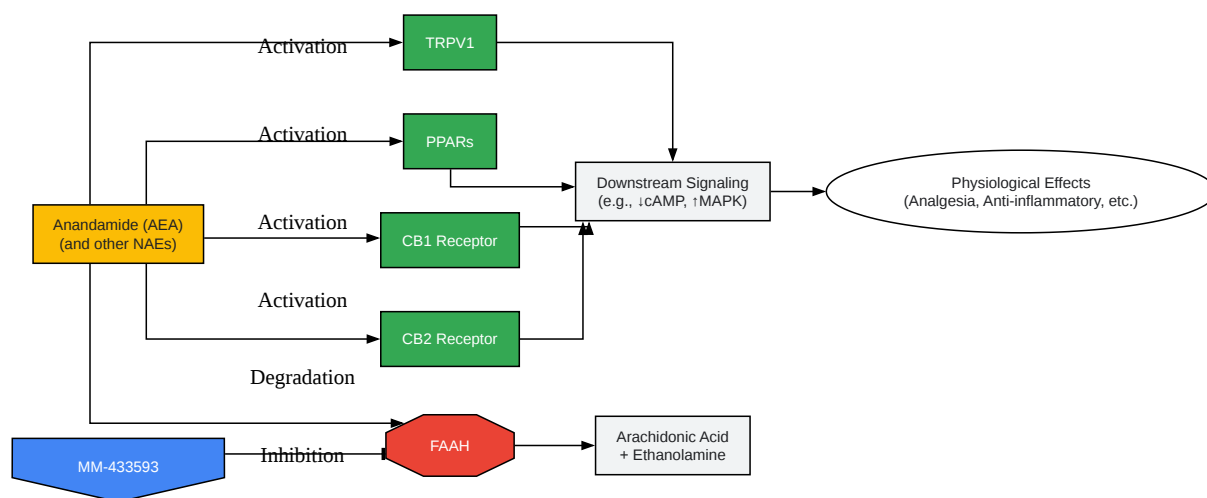 Activation
TRPV1
Activation
PPARs
Downstream Signaling
(e.g., ↓cAMP, ↑MAPK)
Physiological Effects
(Analgesia, Anti-inflammatory, etc.)
Anandamide (AEA)
(and other NAEs)
Activation
CB1 Receptor
Activation
CB2 Receptor
Degradation
FAAH
Arachidonic Acid
+ Ethanolamine
MM-433593
Inhibition